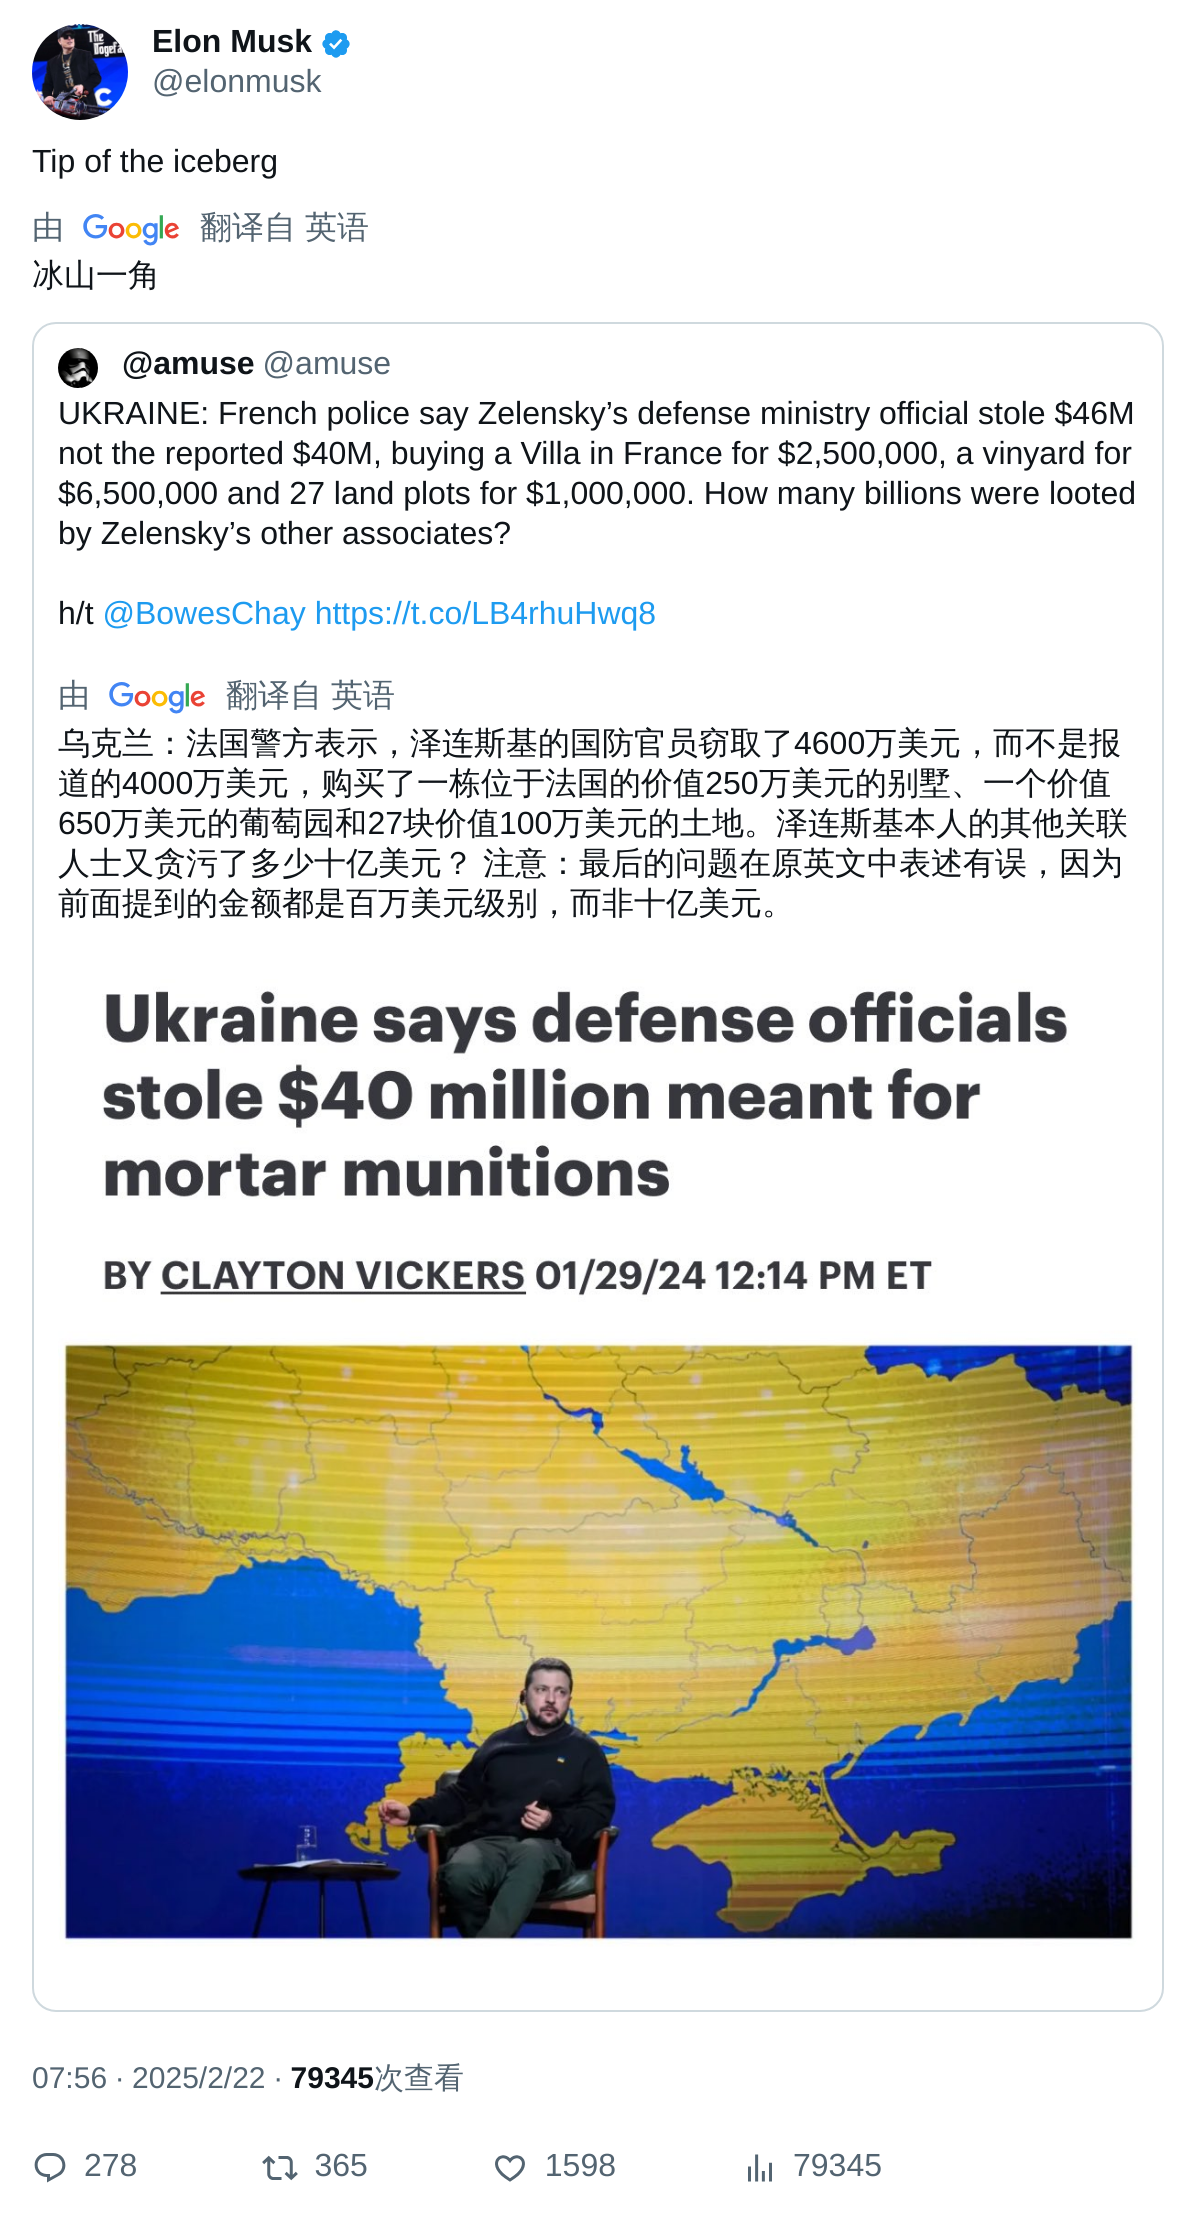 The
Dogefa
C
Elon Musk
@elonmusk
Tip of the iceberg
由 Google 翻译自 英语
冰山一角
@amuse @amuse
UKRAINE: French police say Zelensky’s defense ministry official stole $46M
not the reported $40M, buying a Villa in France for $2,500,000, a vinyard for
$6,500,000 and 27 land plots for $1,000,000. How many billions were looted
by Zelensky’s other associates?
h/t @BowesChay https://t.co/LB4rhuHwq8
由 Google 翻译自 英语
乌克兰：法国警方表示，泽连斯基的国防官员窃取了4600万美元，而不是报
道的4000万美元，购买了一栋位于法国的价值250万美元的别墅、一个价值
650万美元的葡萄园和27块价值100万美元的土地。泽连斯基本人的其他关联
人士又贪污了多少十亿美元？ 注意：最后的问题在原英文中表述有误，因为
前面提到的金额都是百万美元级别，而非十亿美元。
Ukraine says defense officials
stole $40 million meant for
mortar munitions
BY CLAYTON VICKERS 01/29/24 12:14 PM ET
07:56 · 2025/2/22 · 79345次查看
278 365 1598 79345